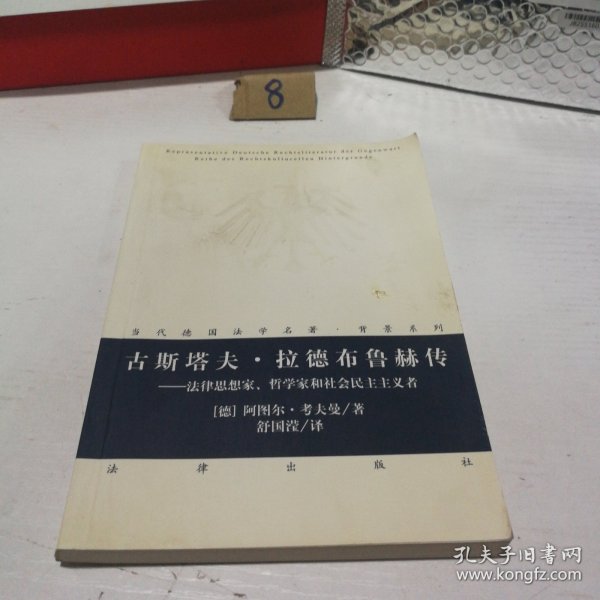 8
Repräsentative Deutsche Rechtsliteratur der Gegenwart
Reihe des Rechtskulturellen Hintergrunds
当代德国法学名著·背景系列
古斯塔夫·拉德布鲁赫传
——法律思想家、哲学家和社会民主主义者
[德] 阿图尔·考夫曼/著
舒国滢/译
法律出版社
孔夫子旧书网
www.kongfz.com